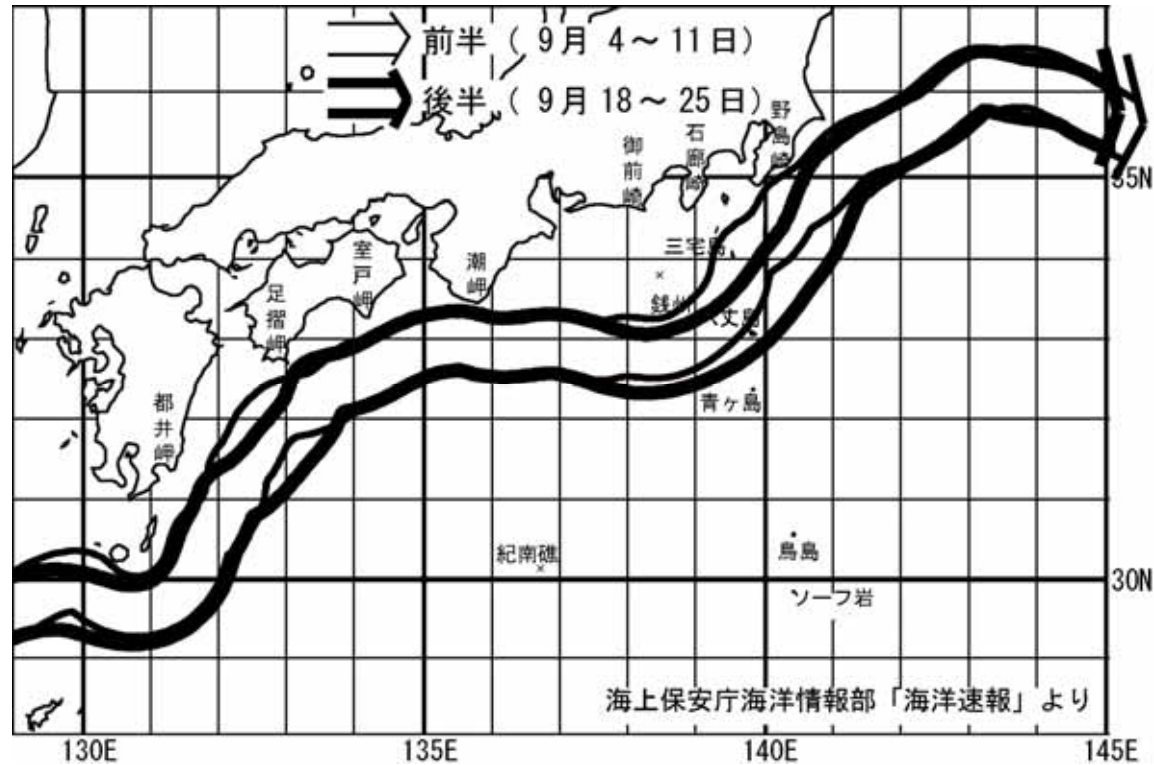 前半 ( 9月 4～11日)
後半 ( 9月 18～25日)
野島崎
石廊崎
御前崎
35N
三宅島
室戸岬
潮岬
足摺岬
銭州
八丈島
青ヶ島
都井岬
紀南礁
鳥島
30N
ソーフ岩
海上保安庁海洋情報部「海洋速報」より
130E
135E
140E
145E